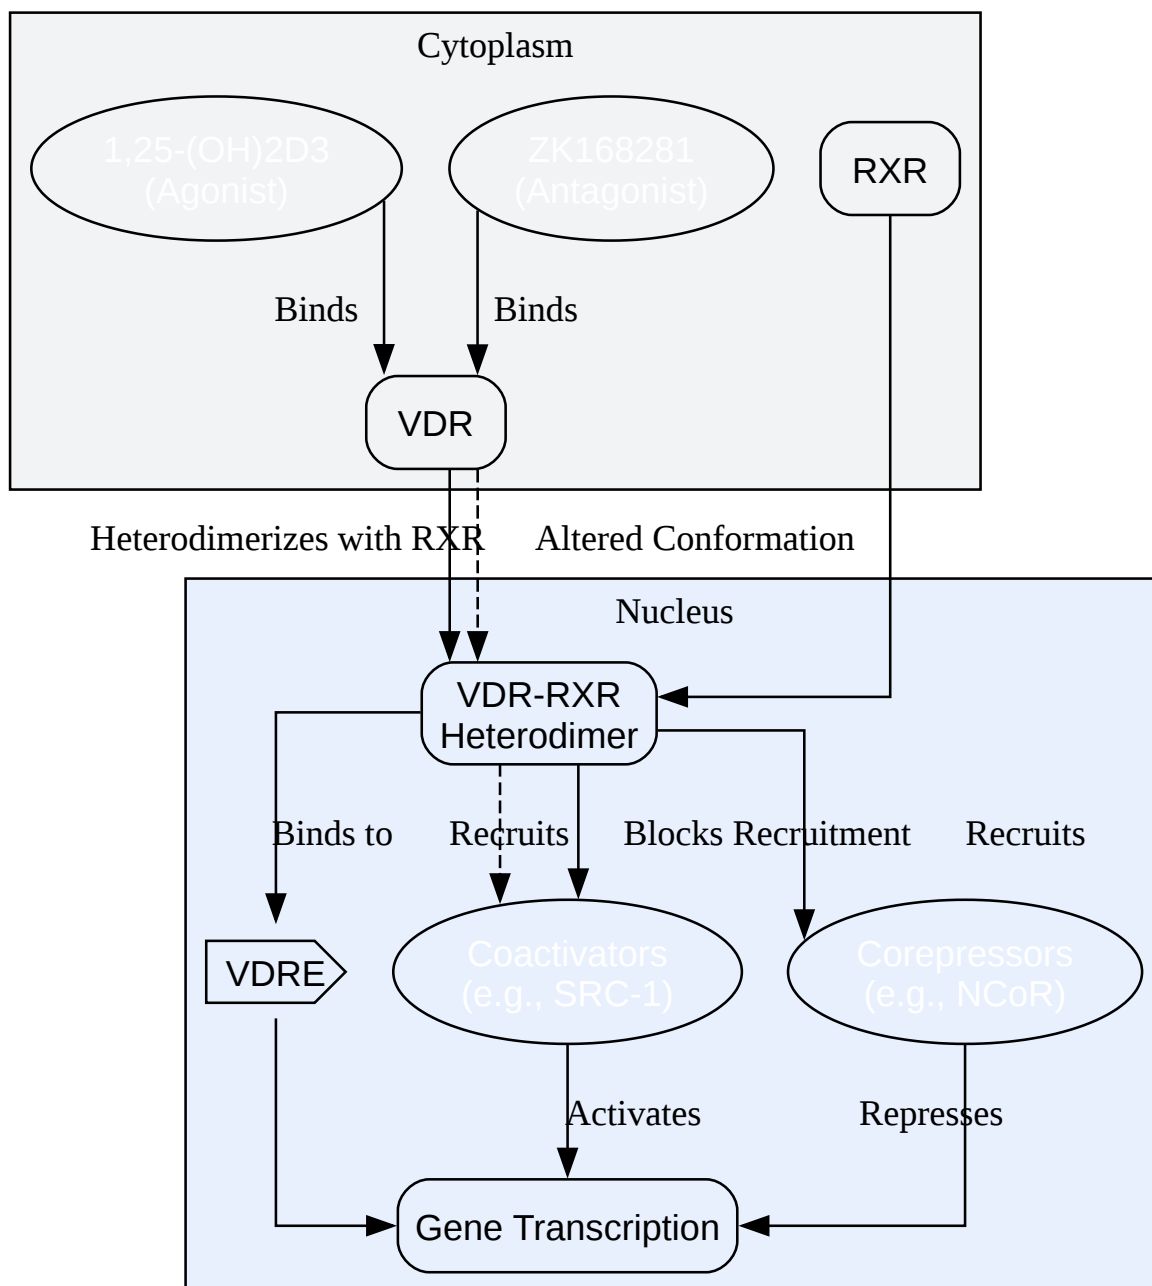 Cytoplasm
1,25-(OH)2D3
(Agonist)
ZK168281
(Antagonist)
RXR
Binds
Binds
VDR
Heterodimerizes with RXR
Altered Conformation
Nucleus
VDR-RXR
Heterodimer
Binds to
Recruits
Blocks Recruitment
Recruits
VDRE
Coactivators
(e.g., SRC-1)
Corepressors
(e.g., NCoR)
Activates
Represses
Gene Transcription